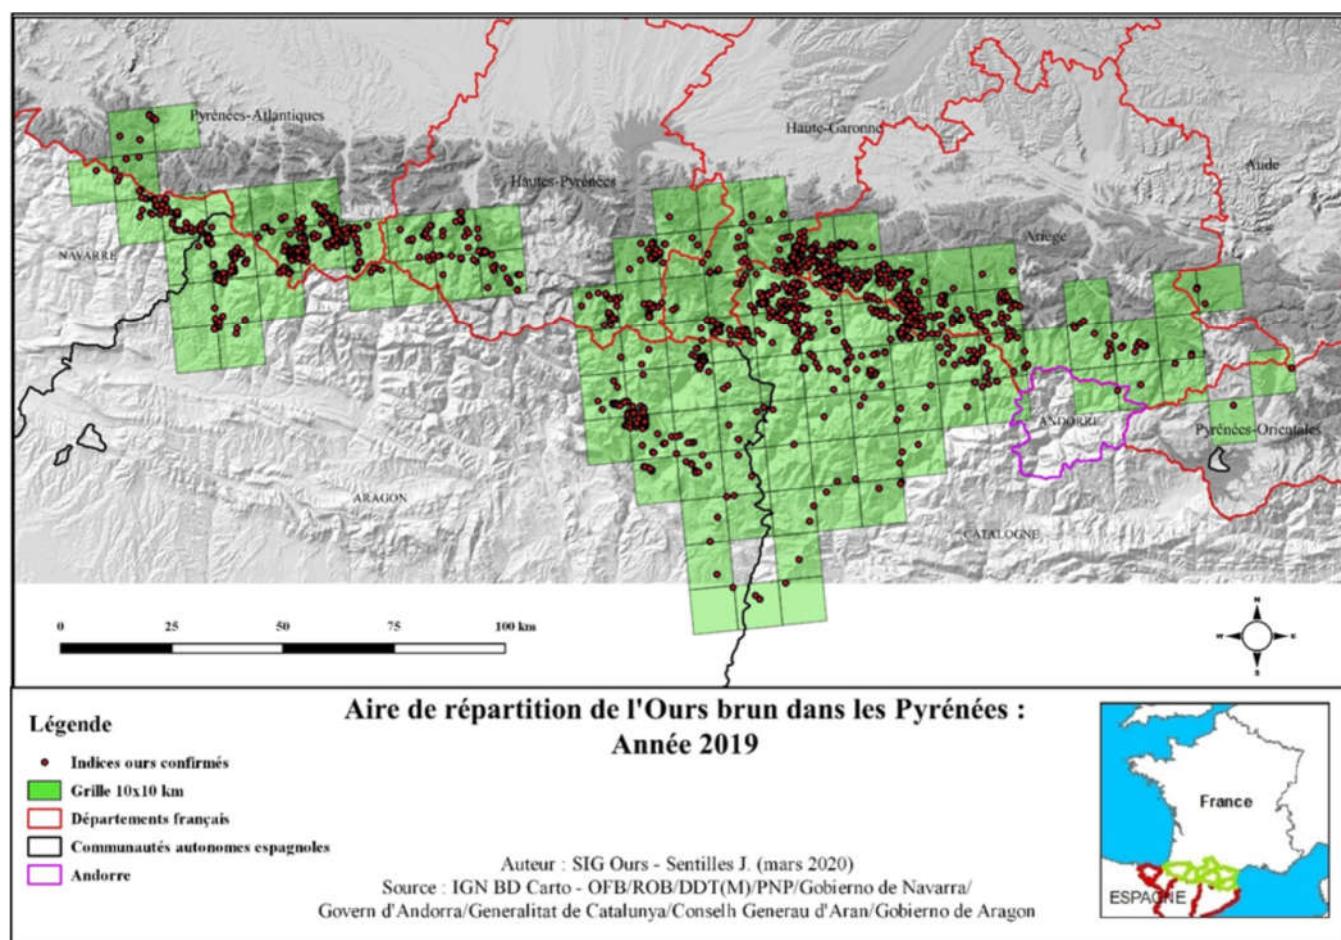 Pyrénées-Atlantiques
Haute-Garonne
Aude
Hautes-Pyrénées
Ariège
NAVARRE
ANDORRE
Pyrénées-Orientales
ARAGON
CATALOGNE
0 25 50 75 100 km
N
W E
S
Aire de répartition de l'Ours brun dans les Pyrénées :
Année 2019
Légende
Indices ours confirmés
Grille 10x10 km
Départements français
Communautés autonomes espagnoles
Andorre
Auteur : SIG Ours - Sentilles J. (mars 2020)
Source : IGN BD Carto - OFB/ROB/DDT(M)/PNP/Gobierno de Navarra/
Govern d'Andorra/Generalitat de Catalunya/Conselh Generau d'Aran/Gobierno de Aragon
France
ESPAGNE